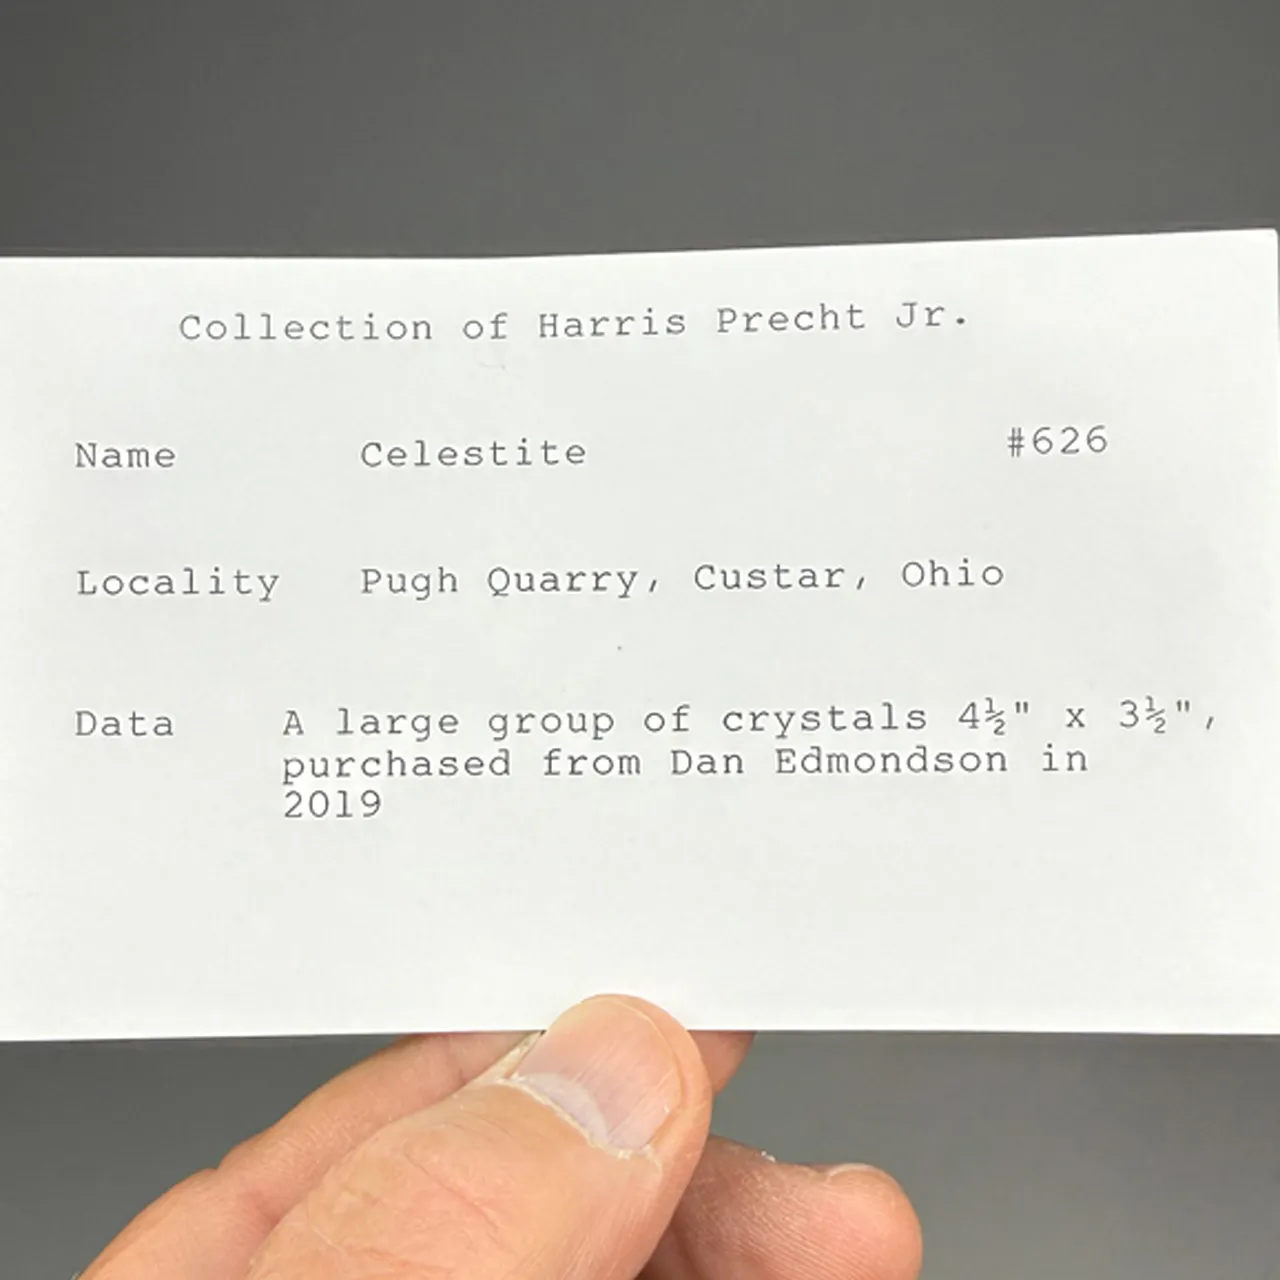 Collection of Harris Precht Jr.
Name Celestite #626
Locality Pugh Quarry, Custar, Ohio
Data A large group of crystals 4½" x 3½",
purchased from Dan Edmondson in
2019